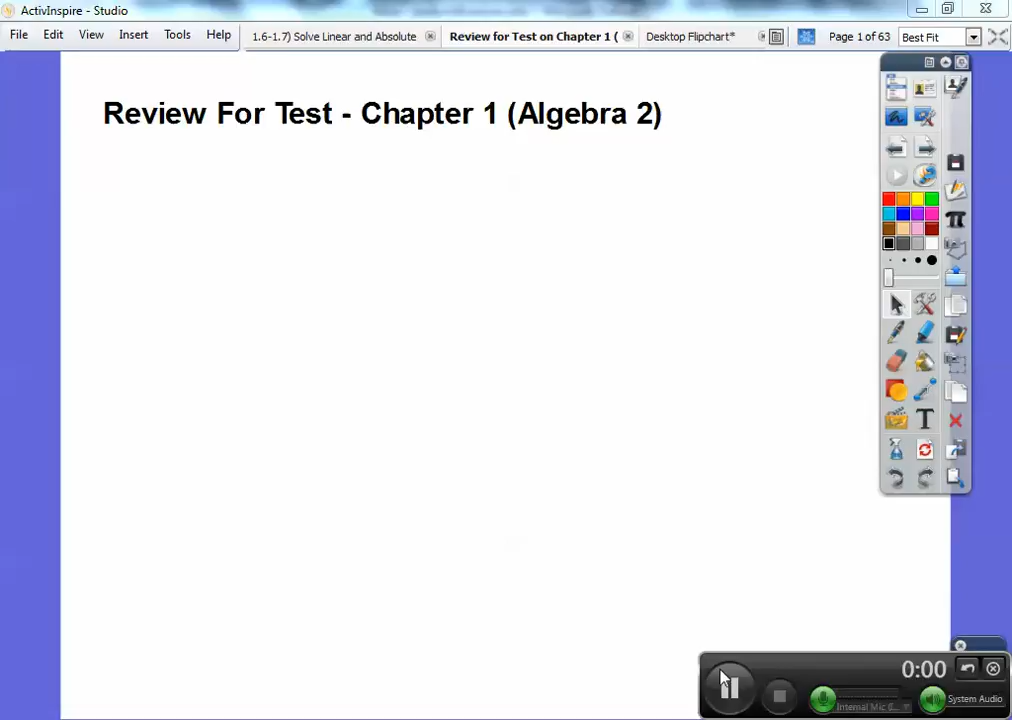 ActivInspire - Studio
File Edit View Insert Tools Help
1.6-1.7) Solve Linear and Absolute
Review for Test on Chapter 1 (
Desktop Flipchart*
Page 1 of 63
Best Fit
Review For Test - Chapter 1 (Algebra 2)
T
0:00
Internal Mic (
System Audio